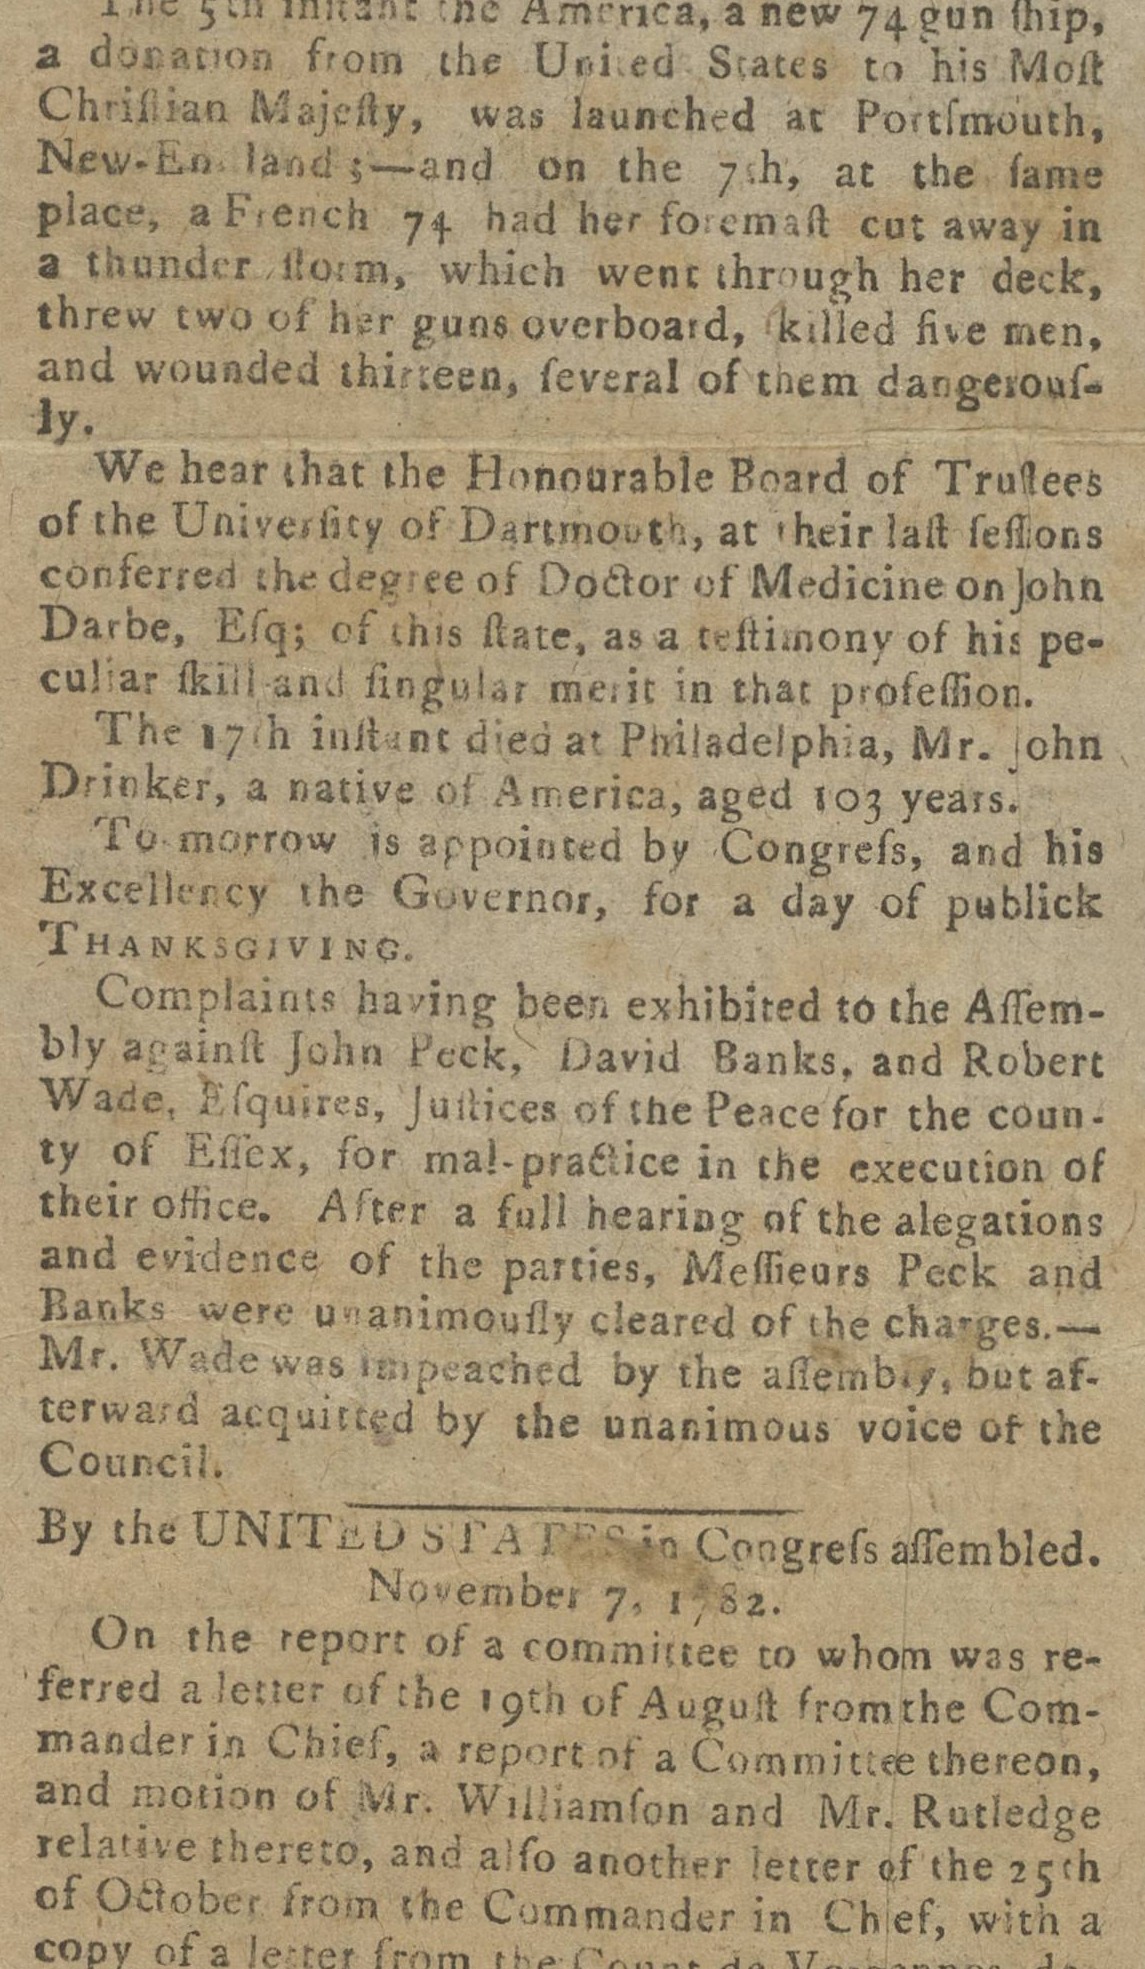 The 5th inſtant the America, a new 74 gun ſhip,
a donation from the United States to his Moſt
Chriſtian Majeſty, was launched at Portſmouth,
New-England;—and on the 7th, at the ſame
place, a French 74 had her foremaſt cut away in
a thunder ſtorm, which went through her deck,
threw two of her guns overboard, killed five men,
and wounded thirteen, ſeveral of them dangerouſ-
ly.
We hear that the Honourable Board of Truſtees
of the Univerſity of Dartmouth, at their laſt ſeſſions
conferred the degree of Doctor of Medicine on John
Darbe, Eſq; of this ſtate, as a teſtimony of his pe-
culiar ſkill and ſingular merit in that profeſſion.
The 17th inſtant died at Philadelphia, Mr. John
Drinker, a native of America, aged 103 years.
To-morrow is appointed by Congreſs, and his
Excellency the Governor, for a day of publick
THANKSGIVING.
Complaints having been exhibited to the Aſſem-
bly againſt John Peck, David Banks, and Robert
Wade, Eſquires, Juſtices of the Peace for the coun-
ty of Eſſex, for mal-practice in the execution of
their office. After a full hearing of the alegations
and evidence of the parties, Meſſieurs Peck and
Banks were unanimouſly cleared of the charges.—
Mr. Wade was impeached by the aſſembly, but af-
terward acquitted by the unanimous voice of the
Council.
By the UNITED STATES in Congreſs aſſembled.
November 7, 1782.
On the report of a committee to whom was re-
ferred a letter of the 19th of Auguſt from the Com-
mander in Chief, a report of a Committee thereon,
and motion of Mr. Williamſon and Mr. Rutledge
relative thereto, and alſo another letter of the 25th
of October from the Commander in Chief, with a
copy of a letter from the Count de